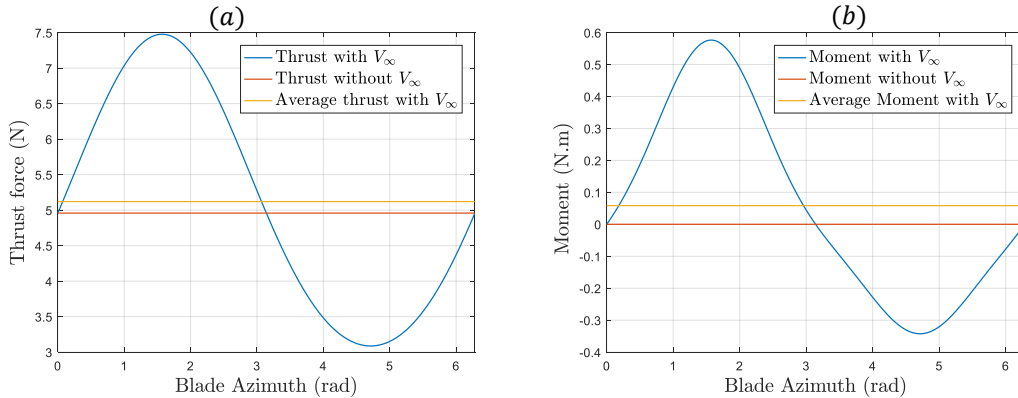 (a)
7.5
7
6.5
6
5.5
5
4.5
4
3.5
3
0 1 2 3 4 5 6
Thrust force (N)
Blade Azimuth (rad)
Thrust with V∞
Thrust without V∞
Average thrust with V∞
(b)
0.6
0.5
0.4
0.3
0.2
0.1
0
-0.1
-0.2
-0.3
-0.4
0 1 2 3 4 5 6
Moment (N.m)
Blade Azimuth (rad)
Moment with V∞
Moment without V∞
Average Moment with V∞